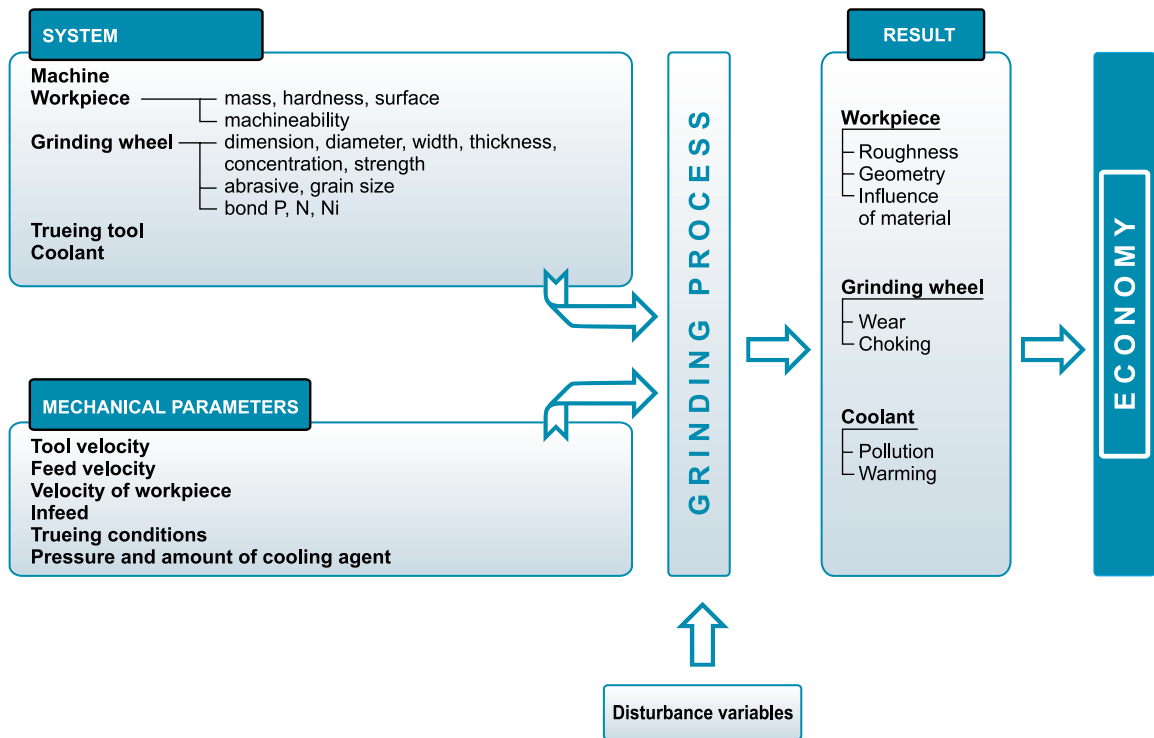 SYSTEM
Machine
Workpiece
mass, hardness, surface
machineability
Grinding wheel
dimension, diameter, width, thickness,
concentration, strength
abrasive, grain size
bond P, N, Ni
Trueing tool
Coolant
MECHANICAL PARAMETERS
Tool velocity
Feed velocity
Velocity of workpiece
Infeed
Trueing conditions
Pressure and amount of cooling agent
GRINDING PROCESS
Disturbance variables
RESULT
Workpiece
Roughness
Geometry
Influence
of material
Grinding wheel
Wear
Choking
Coolant
Pollution
Warming
ECONOMY